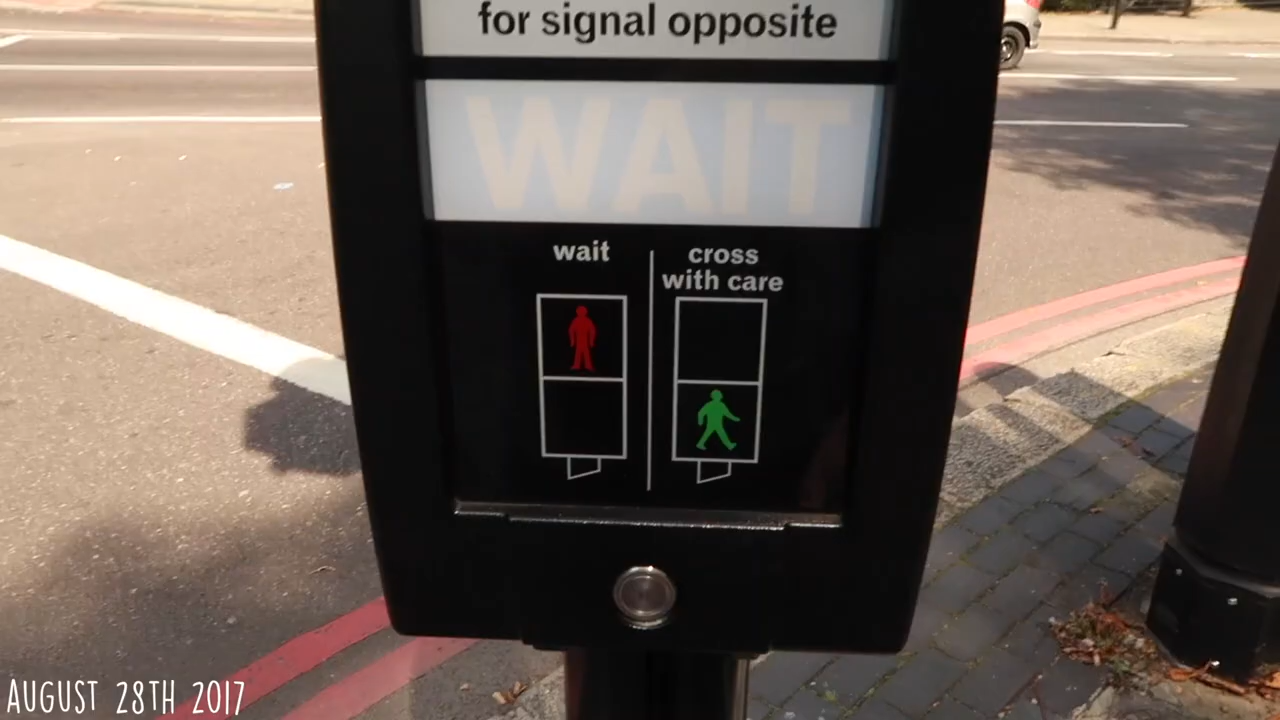 for signal opposite
WAIT
wait
cross
with care
AUGUST 28TH 2017